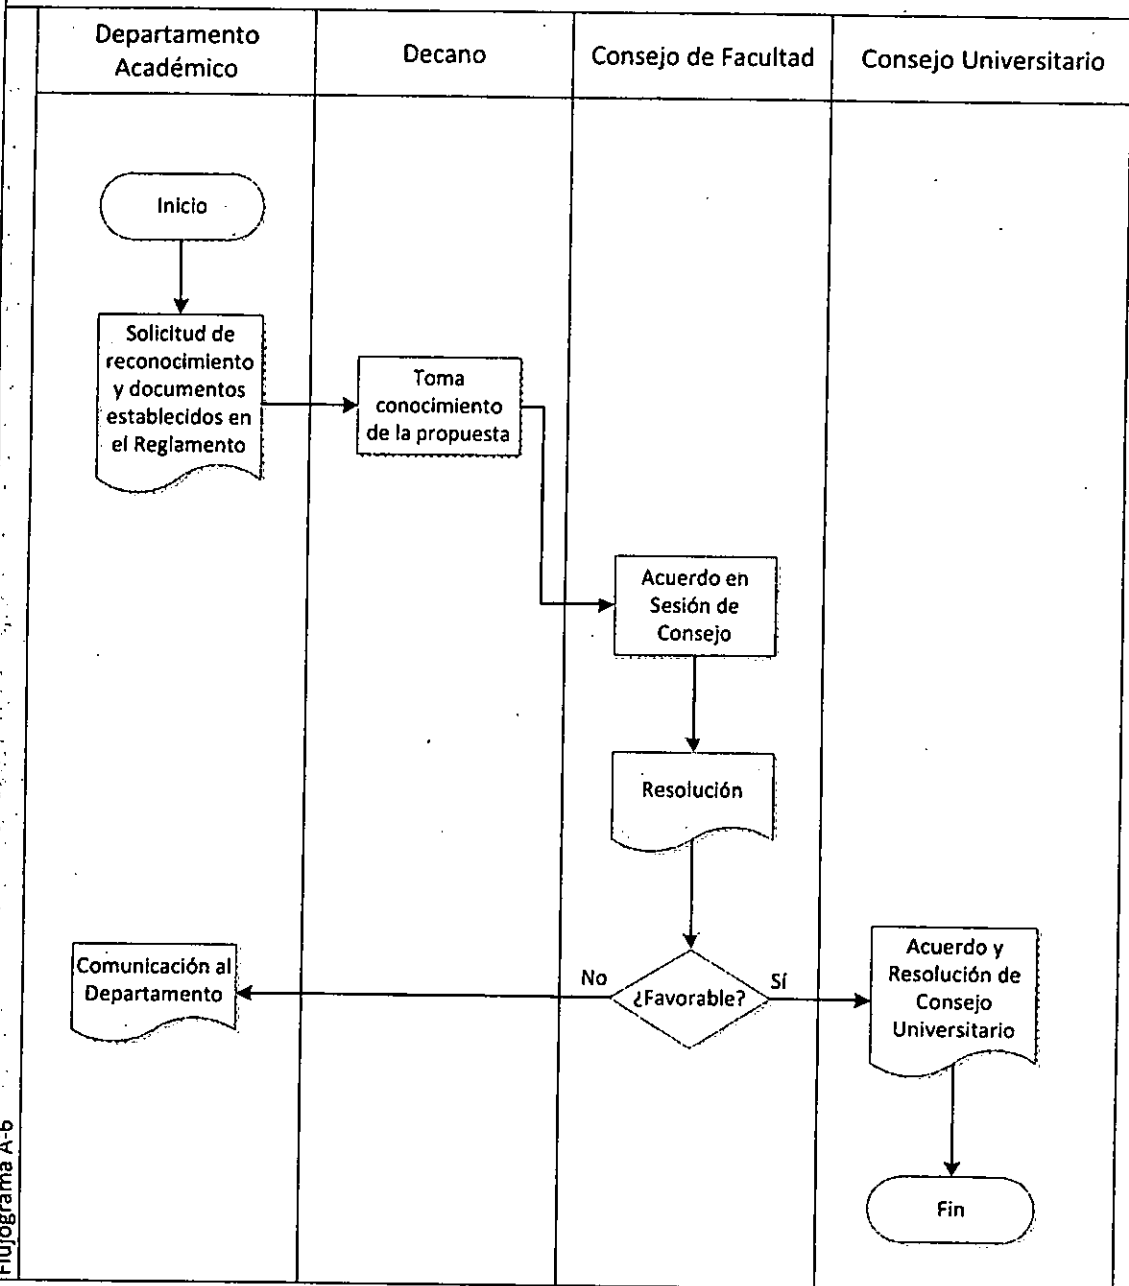 Departamento
Académico
Decano
Consejo de Facultad
Consejo Universitario
Inicio
Solicitud de
reconocimiento
y documentos
establecidos en
el Reglamento
Toma
conocimiento
de la propuesta
Acuerdo en
Sesión de
Consejo
Resolución
¿Favorable?
No
Sí
Comunicación al
Departamento
Acuerdo y
Resolución de
Consejo
Universitario
Fin
Flujograma A-6